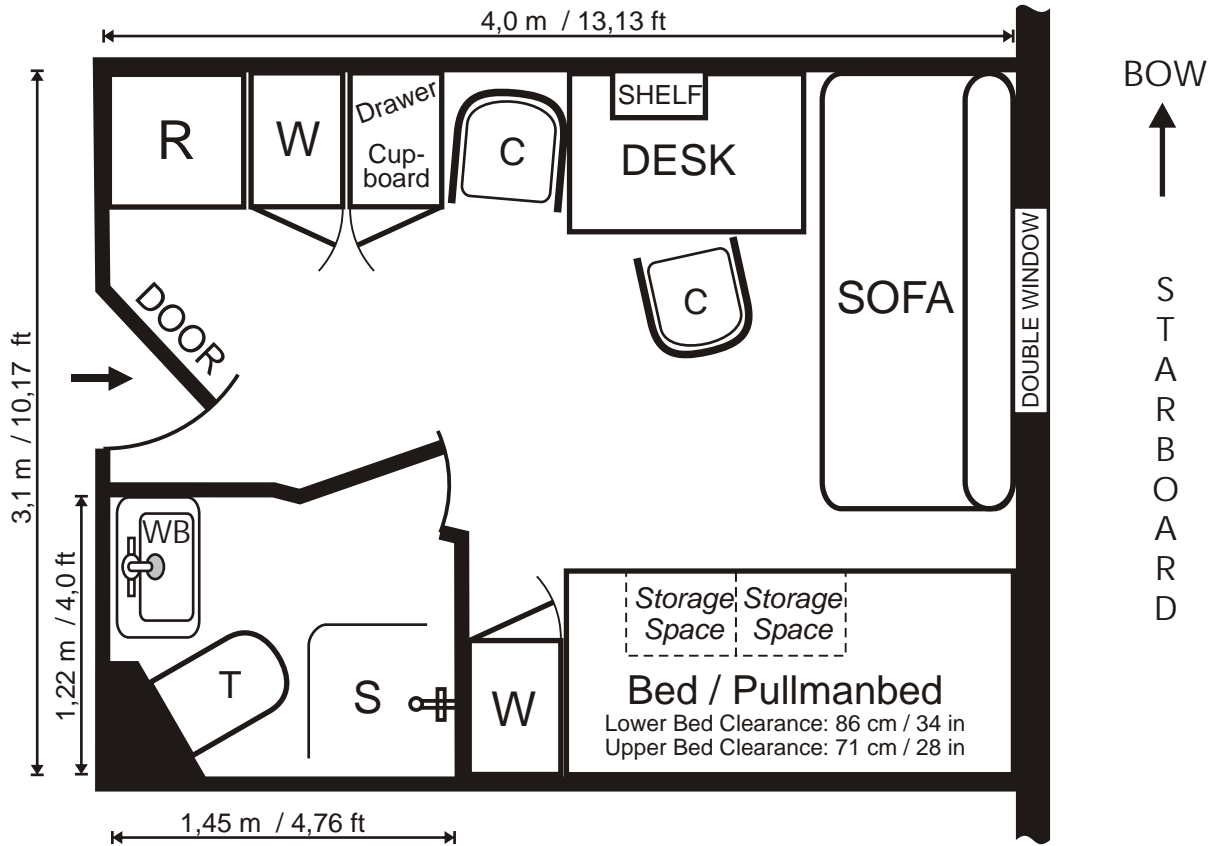 4,0 m / 13,13 ft
BOW
R
W
Drawer
Cup-
board
C
SHELF
DESK
SOFA
DOUBLE WINDOW
STARBOARD
C
DOOR
3,1 m / 10,17 ft
1,22 m / 4,0 ft
WB
T
S
W
Storage Storage
Space Space
Bed / Pullmanbed
Lower Bed Clearance: 86 cm / 34 in
Upper Bed Clearance: 71 cm / 28 in
1,45 m / 4,76 ft